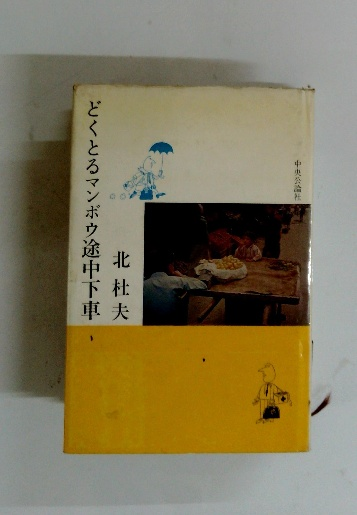 どくとるマンボウ途中下車
北杜夫
中央公論社